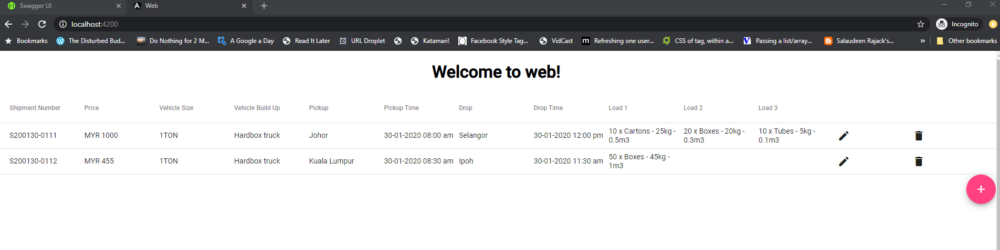 Swagger UI
Web
localhost:4200
Incognito
Bookmarks The Disturbed Bud... Do Nothing for 2 M... A Google a Day Read It Later URL Droplet Katamari! Facebook Style Tag... VidCast Refreshing one user... CSS of tag, within a... Passing a list/array... Salaudeen Rajack's... » Other bookmarks
Welcome to web!
Shipment Number Price Vehicle Size Vehicle Build Up Pickup Pickup Time Drop Drop Time Load 1 Load 2 Load 3
S200130-0111 MYR 1000 1TON Hardbox truck Johor 30-01-2020 08:00 am Selangor 30-01-2020 12:00 pm 10 x Cartons - 25kg - 20 x Boxes - 20kg - 10 x Tubes - 5kg -
0.5m3 0.3m3 0.1m3
S200130-0112 MYR 455 1TON Hardbox truck Kuala Lumpur 30-01-2020 08:30 am Ipoh 30-01-2020 11:30 am 50 x Boxes - 45kg -
1m3